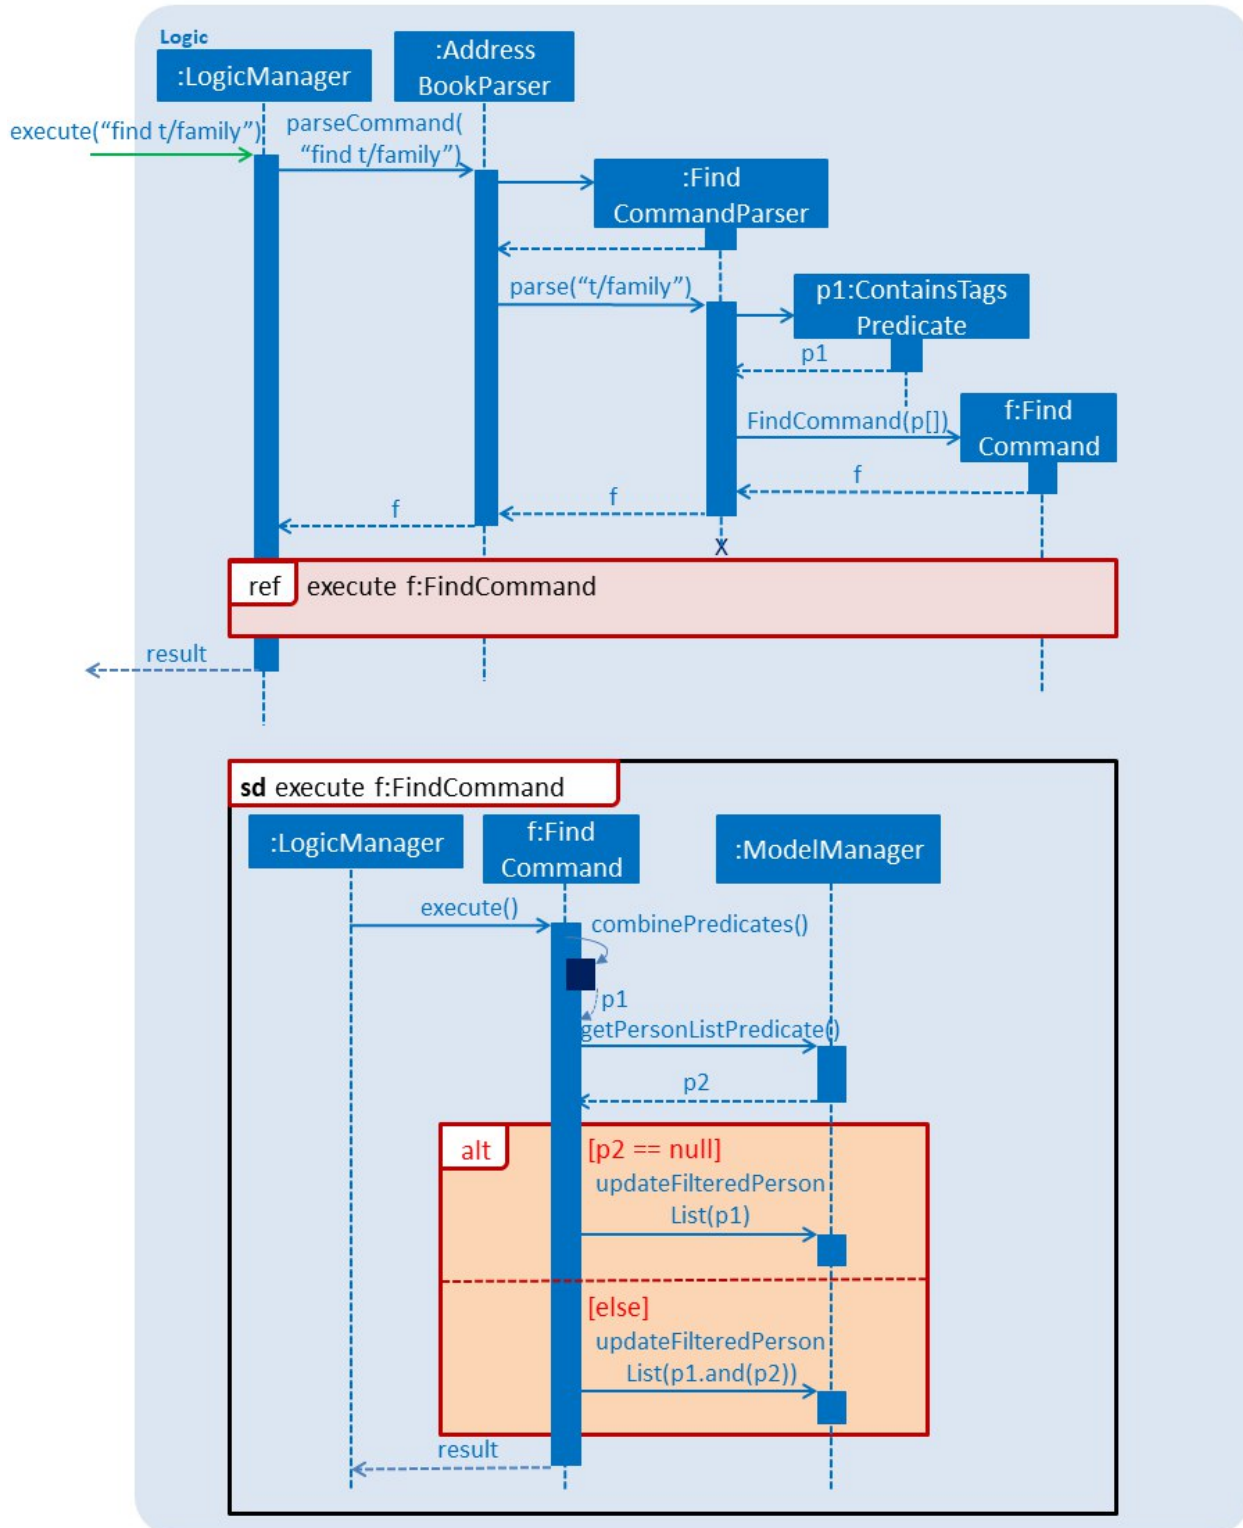 Logic
:LogicManager
:Address
BookParser
execute(“find t/family”)
parseCommand(
“find t/family”)
:Find
CommandParser
parse(“t/family”)
p1:ContainsTags
Predicate
p1
FindCommand(p[])
f:Find
Command
f
f
f
X
ref
execute f:FindCommand
result
sd execute f:FindCommand
:LogicManager
f:Find
Command
:ModelManager
execute()
combinePredicates()
p1
getPersonListPredicate()
p2
alt
[p2 == null]
updateFilteredPerson
List(p1)
[else]
updateFilteredPerson
List(p1.and(p2))
result